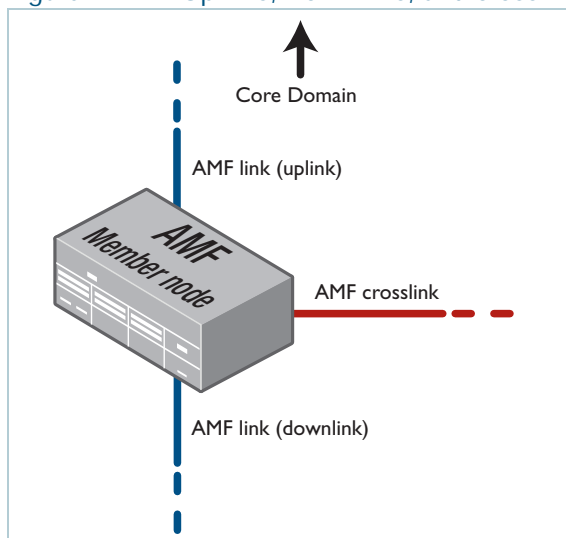 Core Domain
AMF link (uplink)
AMF
Member node
AMF crosslink
AMF link (downlink)